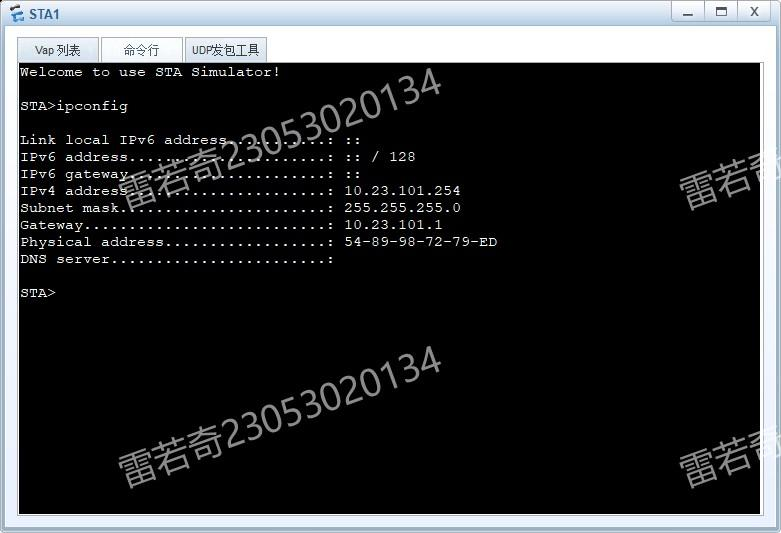 STA1
Vap 列表 命令行 UDP发包工具
Welcome to use STA Simulator!
STA>ipconfig
Link local IPv6 address...........: ::
IPv6 address......................: :: / 128
IPv6 gateway......................: ::
IPv4 address......................: 10.23.101.254
Subnet mask.......................: 255.255.255.0
Gateway...........................: 10.23.101.1
Physical address..................: 54-89-98-72-79-ED
DNS server........................:
STA>
雷若奇23053020134
雷若奇
雷若奇23053020134
雷若奇